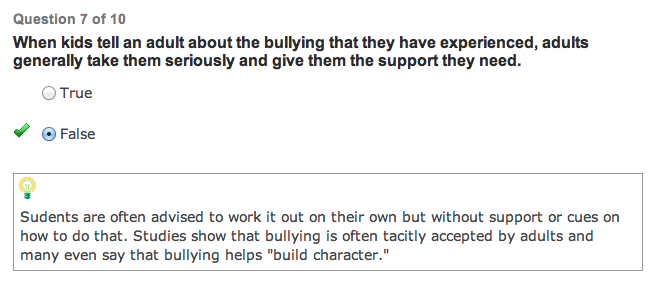 Question 7 of 10
When kids tell an adult about the bullying that they have experienced, adults
generally take them seriously and give them the support they need.
True
False
Sudents are often advised to work it out on their own but without support or cues on
how to do that. Studies show that bullying is often tacitly accepted by adults and
many even say that bullying helps "build character."